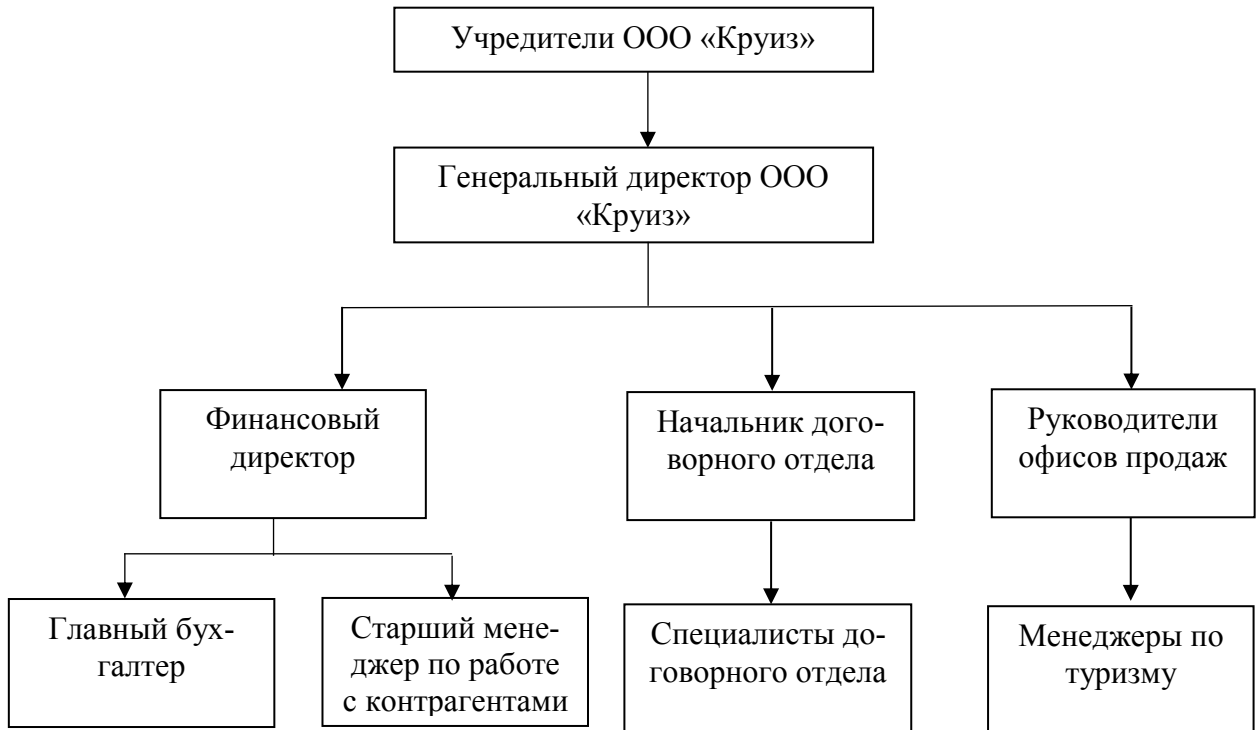 Учредители ООО «Круиз»
Генеральный директор ООО
«Круиз»
Финансовый
директор
Начальник дого-
ворного отдела
Руководители
офисов продаж
Главный бух-
галтер
Старший мене-
джер по работе
с контрагентами
Специалисты до-
говорного отдела
Менеджеры по
туризму